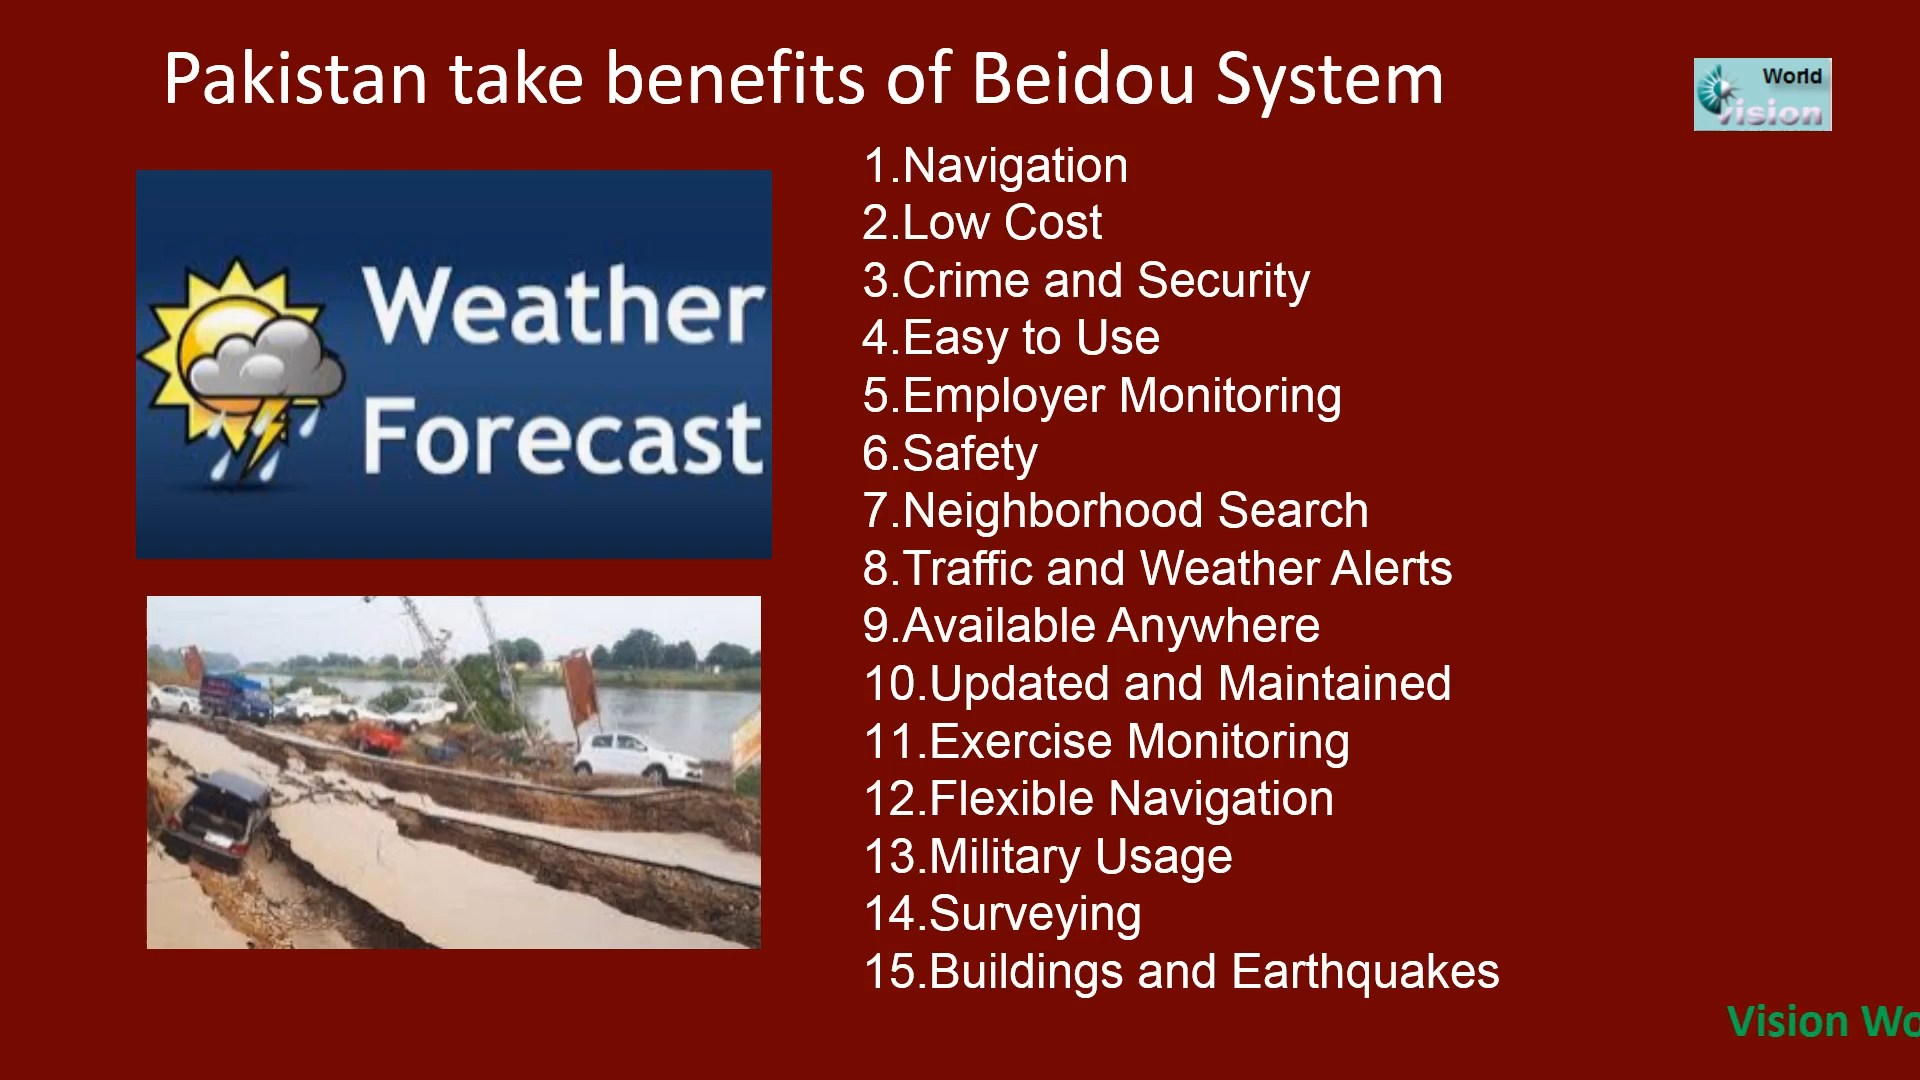 Pakistan take benefits of Beidou System
World
vision
Weather
Forecast
1.Navigation
2.Low Cost
3.Crime and Security
4.Easy to Use
5.Employer Monitoring
6.Safety
7.Neighborhood Search
8.Traffic and Weather Alerts
9.Available Anywhere
10.Updated and Maintained
11.Exercise Monitoring
12.Flexible Navigation
13.Military Usage
14.Surveying
15.Buildings and Earthquakes
Vision Wo